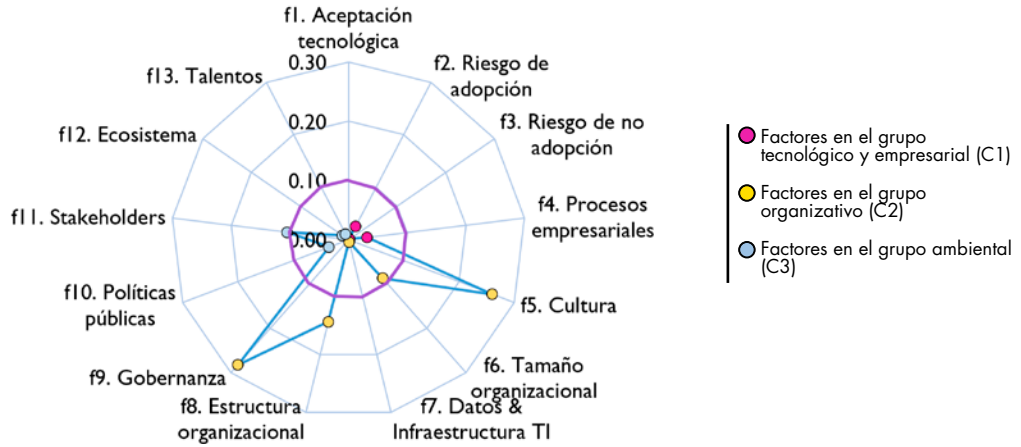 f1. Aceptación
tecnológica
0.30
f2. Riesgo de
adopción
f13. Talentos
0.20
f12. Ecosistema
f3. Riesgo de no
adopción
0.10
f11. Stakeholders
0.00
f4. Procesos
empresariales
f10. Políticas
públicas
f5. Cultura
f9. Gobernanza
f6. Tamaño
organizacional
f8. Estructura
organizacional
f7. Datos &
Infraestructura TI
Factores en el grupo
tecnológico y empresarial (C1)
Factores en el grupo
organizativo (C2)
Factores en el grupo ambiental
(C3)